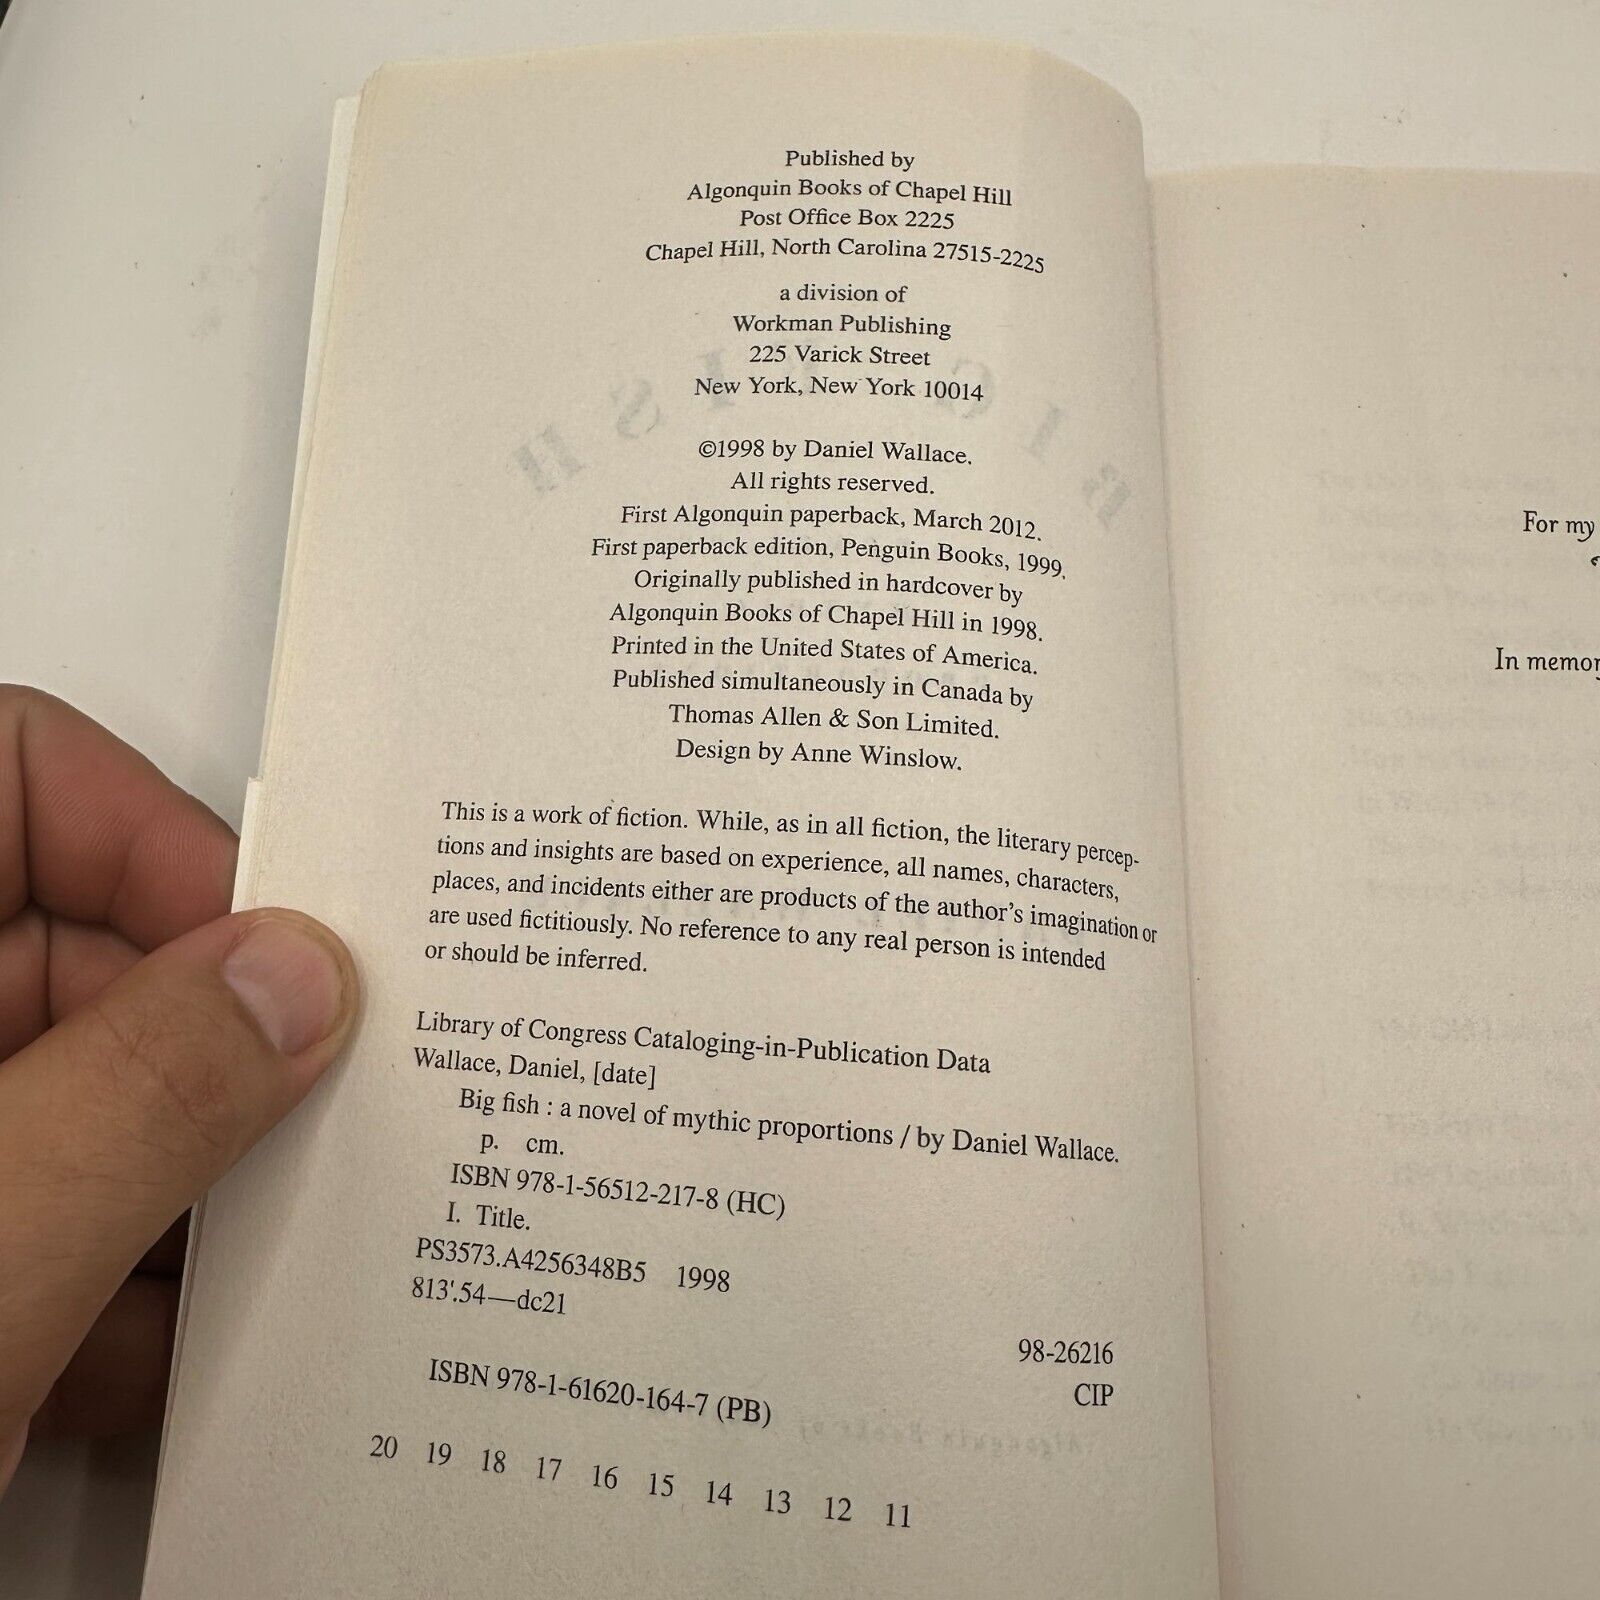 Published by
Algonquin Books of Chapel Hill
Post Office Box 2225
Chapel Hill, North Carolina 27515-2225
a division of
Workman Publishing
225 Varick Street
New York, New York 10014
©1998 by Daniel Wallace.
All rights reserved.
First Algonquin paperback, March 2012.
First paperback edition, Penguin Books, 1999.
Originally published in hardcover by
Algonquin Books of Chapel Hill in 1998.
Printed in the United States of America.
Published simultaneously in Canada by
Thomas Allen & Son Limited.
Design by Anne Winslow.
This is a work of fiction. While, as in all fiction, the literary percep-
tions and insights are based on experience, all names, characters,
places, and incidents either are products of the author's imagination or
are used fictitiously. No reference to any real person is intended
or should be inferred.
Library of Congress Cataloging-in-Publication Data
Wallace, Daniel, [date]
Big fish : a novel of mythic proportions / by Daniel Wallace.
p. cm.
ISBN 978-1-56512-217-8 (HC)
I. Title.
PS3573.A4256348B5 1998
813'.54—dc21
98-26216
CIP
ISBN 978-1-61620-164-7 (PB)
20 19 18 17 16 15 14 13 12 11
For my
In